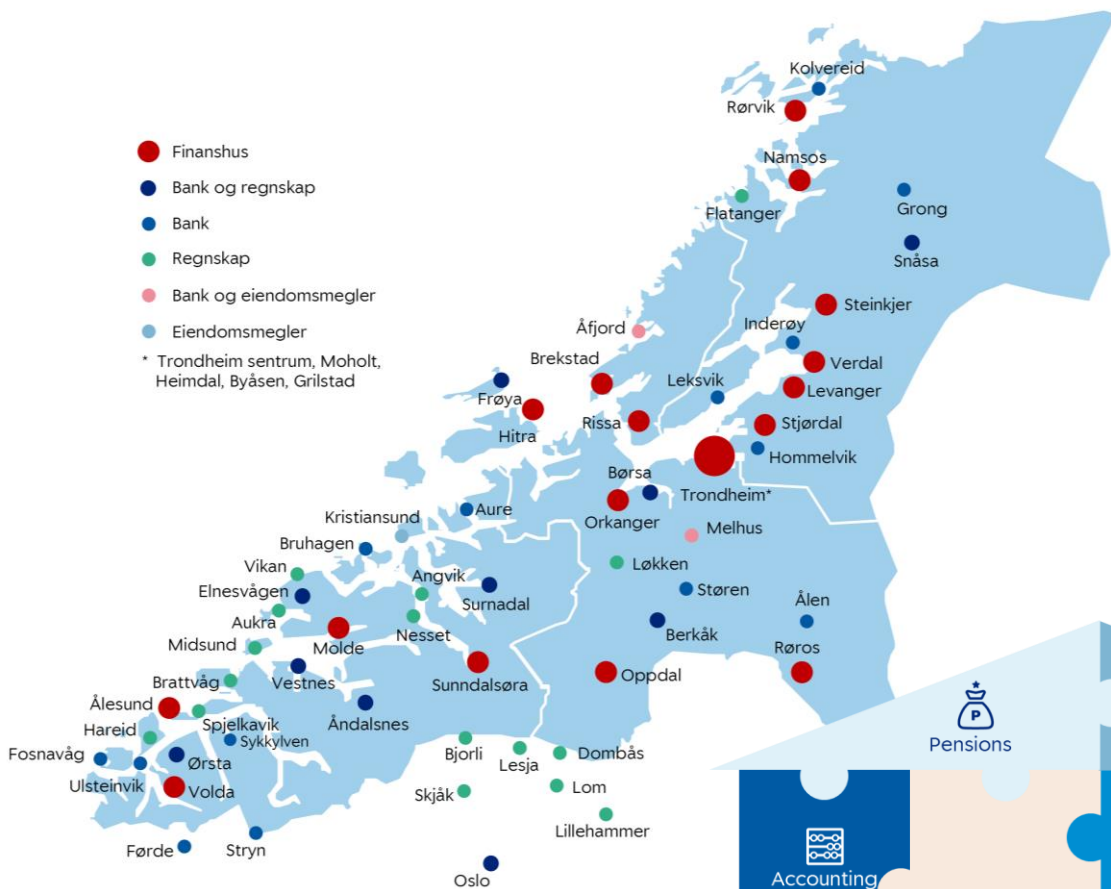 Finanshus
Bank og regnskap
Bank
Regnskap
Bank og eiendomsmegler
Eiendomsmegler
* Trondheim sentrum, Moholt,
Heimdal, Byåsen, Grilstad
Kolvereid
Rørvik
Namsos
Flatanger
Grong
Snåsa
Steinkjer
Inderøy
Åfjord
Verdal
Brekstad
Leksvik
Levanger
Frøya
Rissa
Stjørdal
Hitra
Hommelvik
Børsa
Trondheim*
Orkanger
Aure
Kristiansund
Melhus
Bruhagen
Løkken
Vikan
Angvik
Elnesvågen
Surnadal
Støren
Ålen
Aukra
Nesset
Berkåk
Midsund
Molde
Røros
Vestnes
Sunndalsøra
Oppdal
Brattvåg
Ålesund
Åndalsnes
Spjelkavik
Hareid
Sykkylven
Fosnavåg
Ørsta
Bjorli
Lesja
Dombås
Ulsteinvik
Volda
Skjåk
Lom
Lillehammer
Førde
Stryn
Oslo
P
Pensions
Accounting